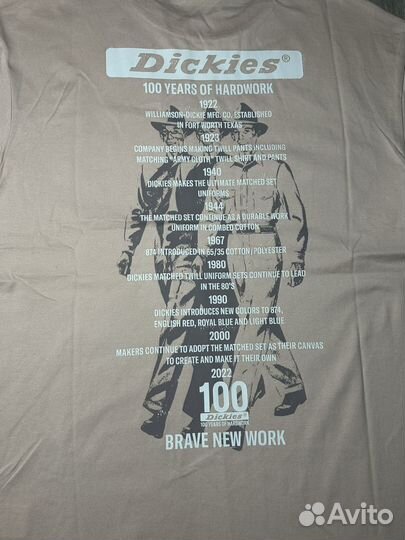 Dickies®
100 YEARS OF HARDWORK
1922
WILLIAMSON-DICKIE MFG. CO. ESTABLISHED
IN FORT WORTH TEXAS
1923
COMPANY BEGINS MAKING TWILL PANTS INCLUDING
MATCHING "ARMY CLOTH" TWILL SHIRT AND PANTS
1940
DICKIES MAKES THE ULTIMATE MATCHED SET
UNIFORMS
1944
THE MATCHED SET CONTINUE AS A DURABLE WORK
UNIFORM IN COMBED COTTON
1967
874 INTRODUCED IN 65/35 COTTON/POLYESTER
1980
DICKIES MATCHED TWILL UNIFORM SETS CONTINUE TO LEAD
IN THE 80'S
1990
DICKIES INTRODUCES NEW COLORS TO 874,
ENGLISH RED, ROYAL BLUE AND LIGHT BLUE
2000
MAKERS CONTINUE TO ADOPT THE MATCHED SET AS THEIR CANVAS
TO CREATE AND MAKE IT THEIR OWN
2022
100
Dickies
100 YEARS OF HARDWORK
BRAVE NEW WORK
Avito